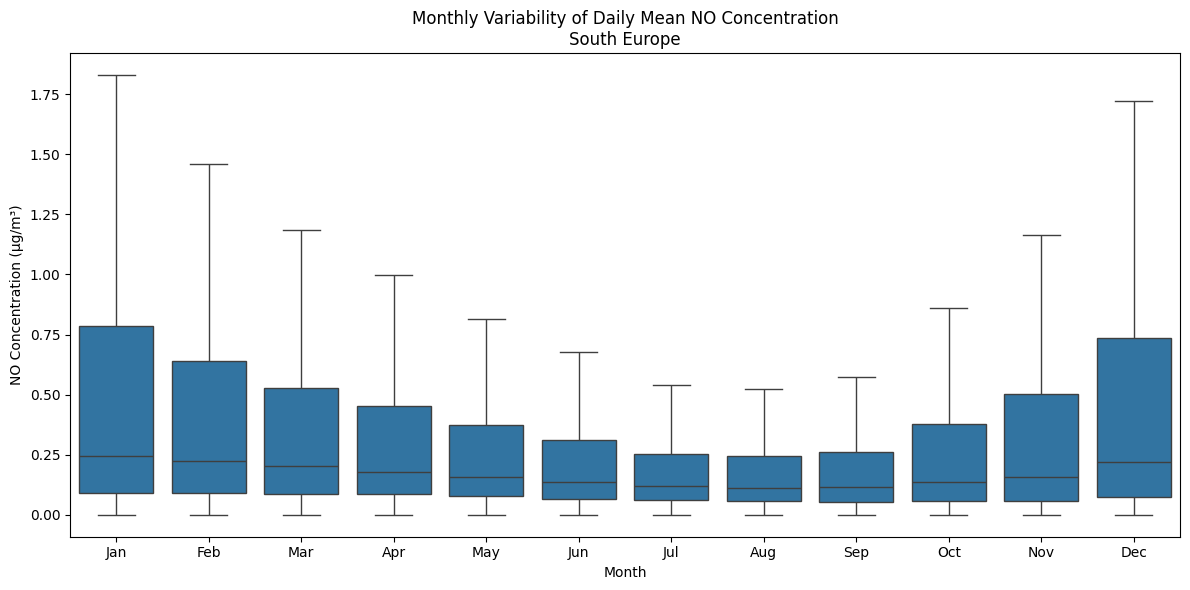 Monthly Variability of Daily Mean NO Concentration
South Europe
NO Concentration (µg/m³)
1.75
1.50
1.25
1.00
0.75
0.50
0.25
0.00
Jan Feb Mar Apr May Jun Jul Aug Sep Oct Nov Dec
Month